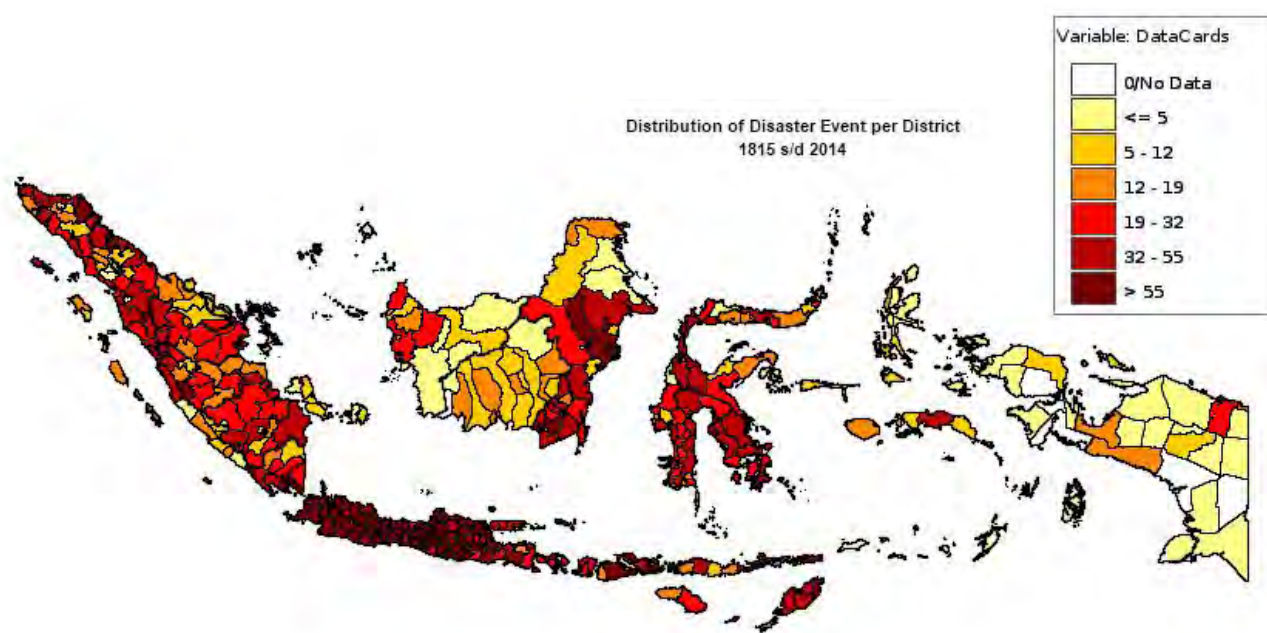 Variable: DataCards
0/No Data
<= 5
5 - 12
12 - 19
19 - 32
32 - 55
> 55
Distribution of Disaster Event per District
1815 s/d 2014